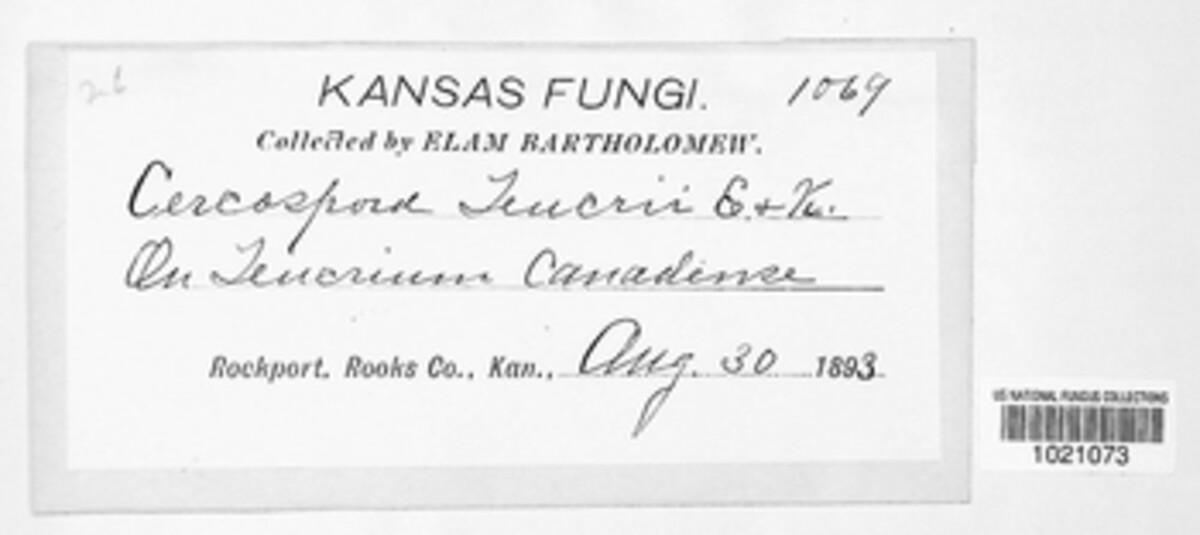 26
KANSAS FUNGI. 1069
Collected by ELAM BARTHOLOMEW.
Cercospora Teucrii E. & K.
On Teucrium Canadense
Rockport, Rooks Co., Kan., Aug. 30 1893
US NATIONAL FUNGUS COLLECTIONS
1021073